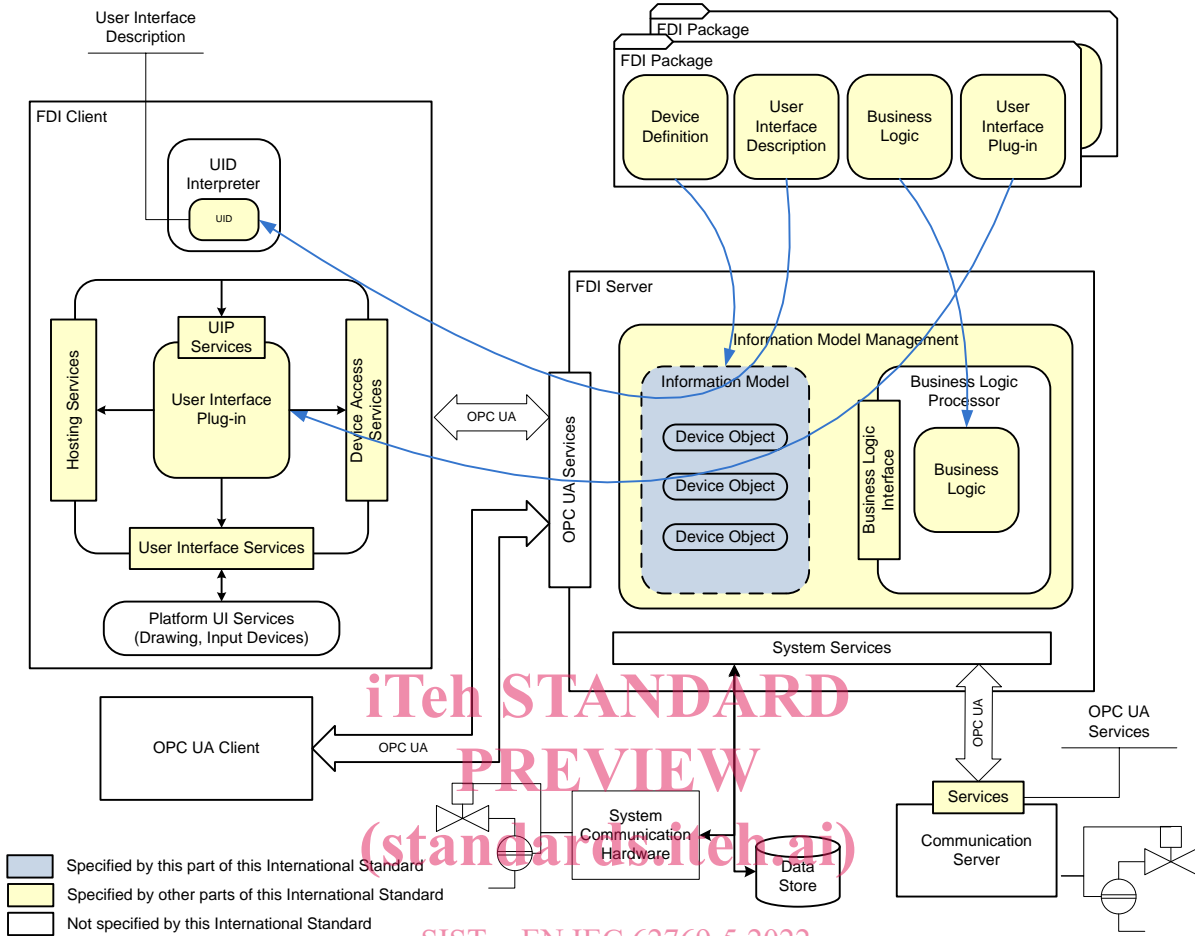 User Interface
Description
FDI Package
FDI Package
Device
Definition
User
Interface
Description
Business
Logic
User
Interface
Plug-in
FDI Client
UID
Interpreter
UID
UIP
Services
User Interface
Plug-in
Hosting Services
Device Access
Services
User Interface Services
Platform UI Services
(Drawing, Input Devices)
OPC UA
FDI Server
OPC UA Services
Information Model Management
Information Model
Device Object
Device Object
Device Object
Business Logic
Processor
Business Logic
Interface
Business
Logic
System Services
OPC UA Client
OPC UA
OPC UA
OPC UA
Services
Services
Communication
Server
System
Communication
Hardware
Data
Store
iTeh STANDARD
PREVIEW
(standards.iteh.ai)
Specified by this part of this International Standard
Specified by other parts of this International Standard
Not specified by this International Standard